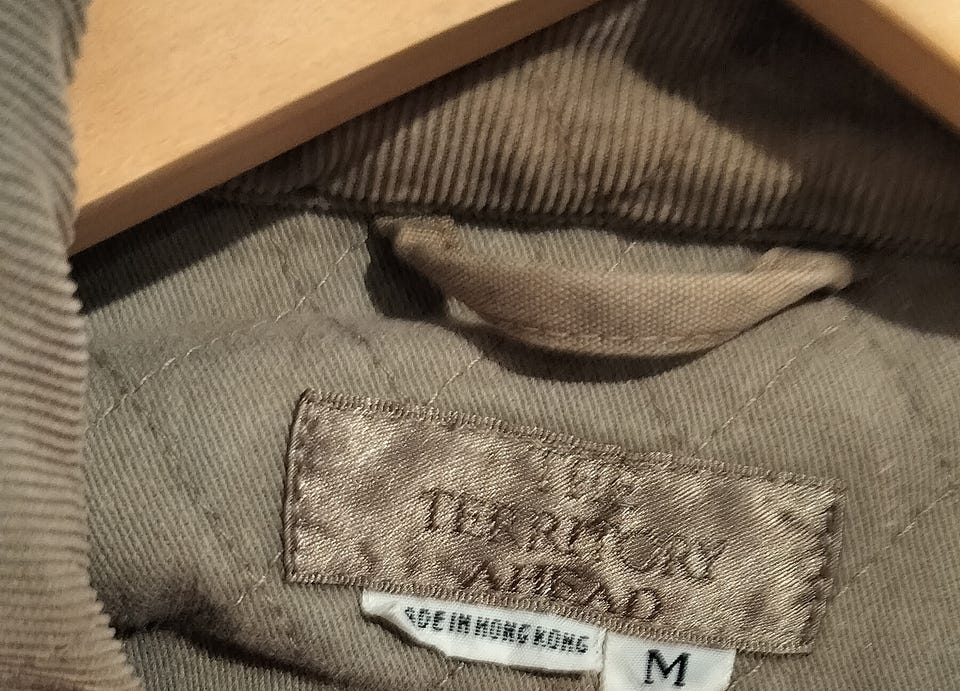 THE
TERRITORY
AHEAD
ADE IN HONG KONG
M